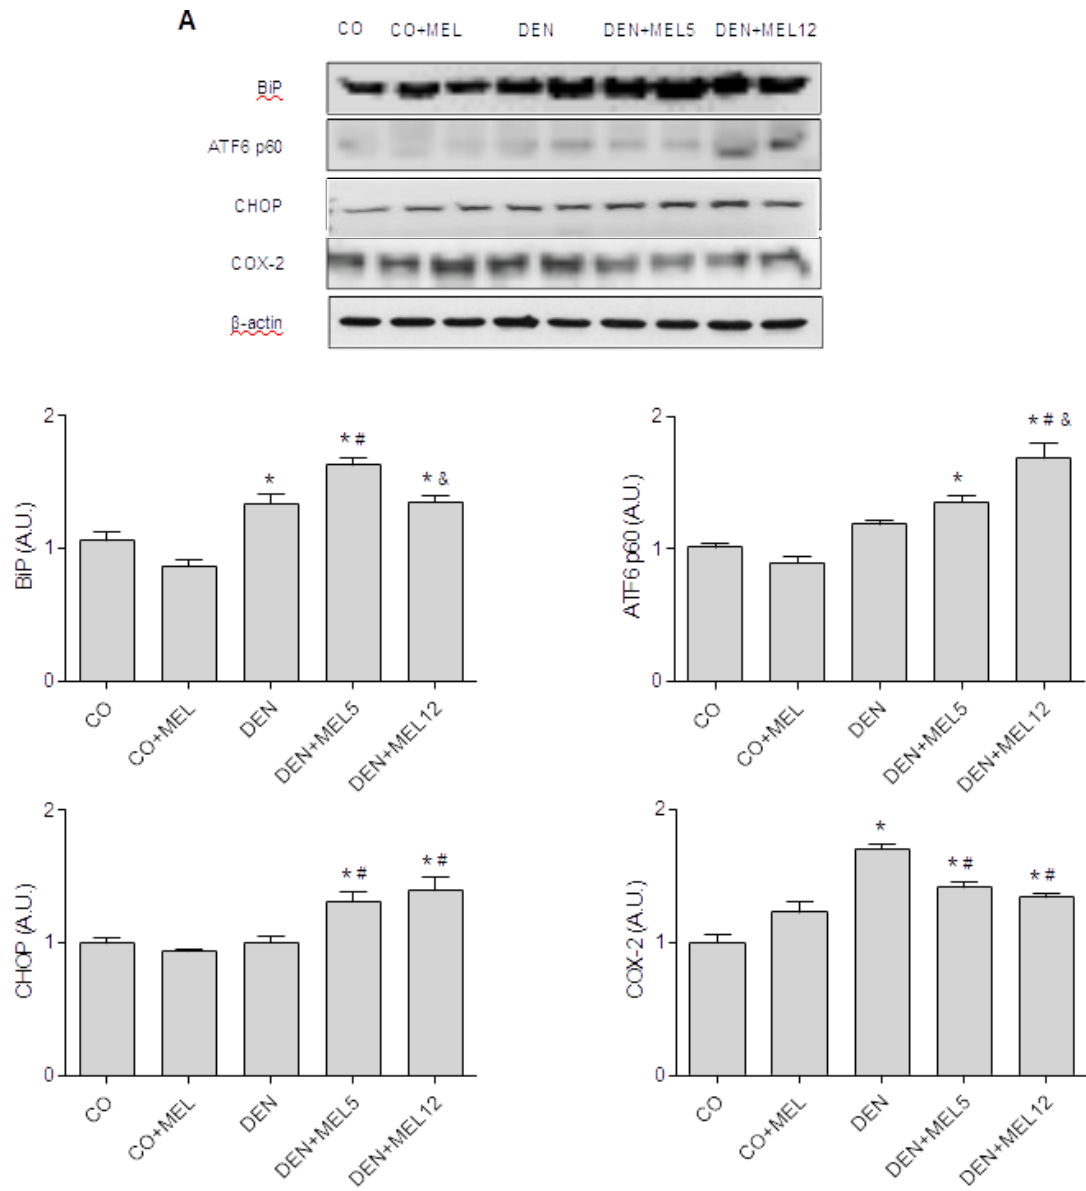 A
CO CO+MEL DEN DEN+MEL5 DEN+MEL12
BiP
ATF6 p60
CHOP
COX-2
β-actin
BiP (A.U.)
2
1
0
* 
* #
* &
CO
CO+MEL
DEN
DEN+MEL5
DEN+MEL12
ATF6 p60 (A.U.)
2
1
0
*
* # &
CO
CO+MEL
DEN
DEN+MEL5
DEN+MEL12
CHOP (A.U.)
2
1
0
* #
* #
CO
CO+MEL
DEN
DEN+MEL5
DEN+MEL12
COX-2 (A.U.)
2
1
0
*
* #
* #
CO
CO+MEL
DEN
DEN+MEL5
DEN+MEL12